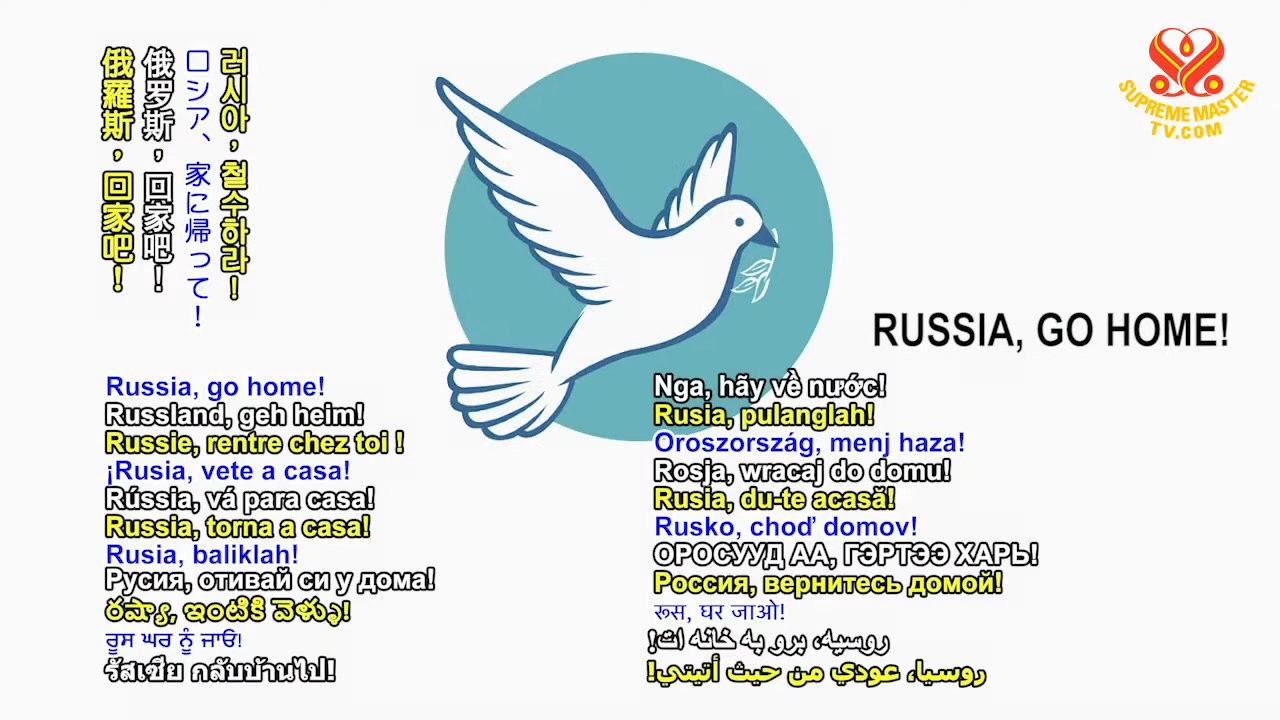 俄羅斯，回家吧！
俄罗斯，回家吧！
ロシア、家に帰って！
러시아, 철수하라!
SUPREME MASTER
TV.COM
RUSSIA, GO HOME!
Russia, go home!
Russland, geh heim!
Russie, rentre chez toi !
¡Rusia, vete a casa!
Rússia, vá para casa!
Russia, torna a casa!
Rusia, baliklah!
Русия, отивай си у дома!
రష్యా, ఇంటికి వెళ్ళు!
ਰੂਸ ਘਰ ਨੂੰ ਜਾਓ!
รัสเซีย กลับบ้านไป!
Nga, hãy về nước!
Rusia, pulanglah!
Oroszország, menj haza!
Rosja, wracaj do domu!
Rusia, du-te acasă!
Rusko, choď domov!
ОРОСУУД АА, ГЭРТЭЭ ХАРЬ!
Россия, вернитесь домой!
रूस, घर जाओ!
روسیه، برو به خانه ات!
روسيا، عودي من حيث أتيتي!